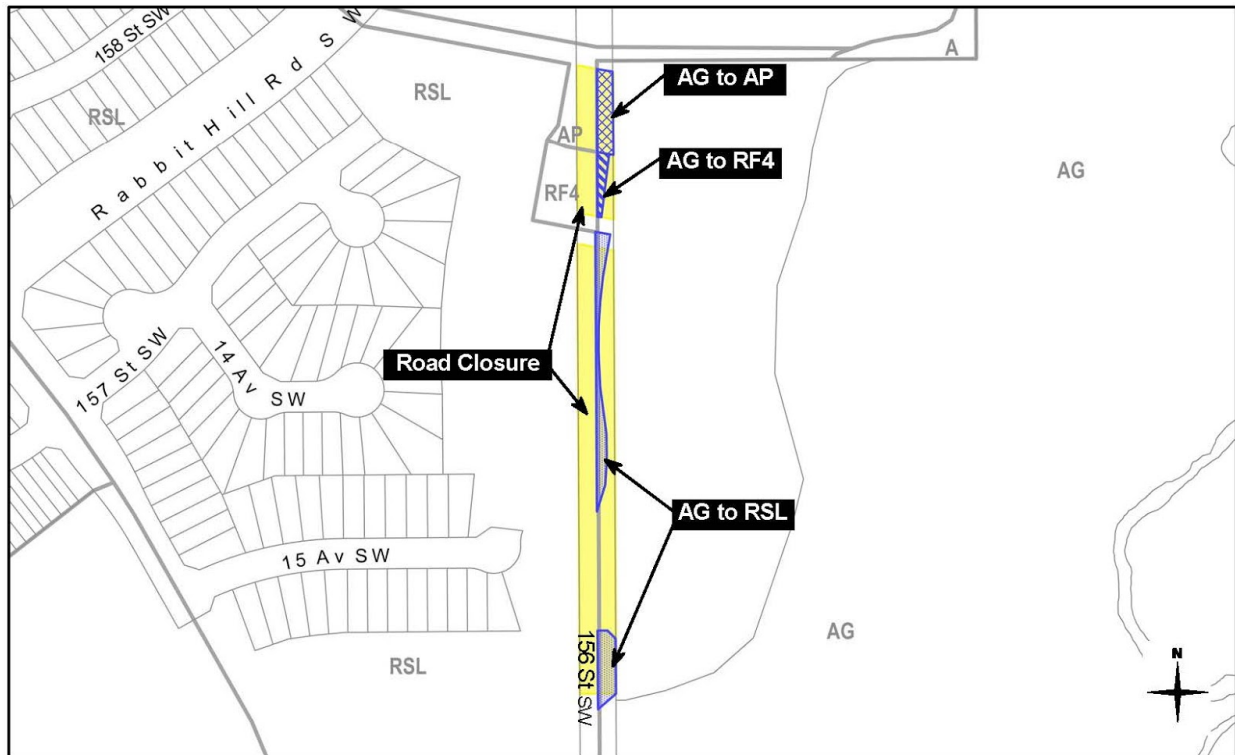 158 St SW
Rabbit Hill Rd SW
RSL
RSL
A
AG to AP
AP
AG to RF4
RF4
AG
157 St SW
14 Av
SW
Road Closure
AG to RSL
15 Av SW
AG
RSL
156 St SW
N